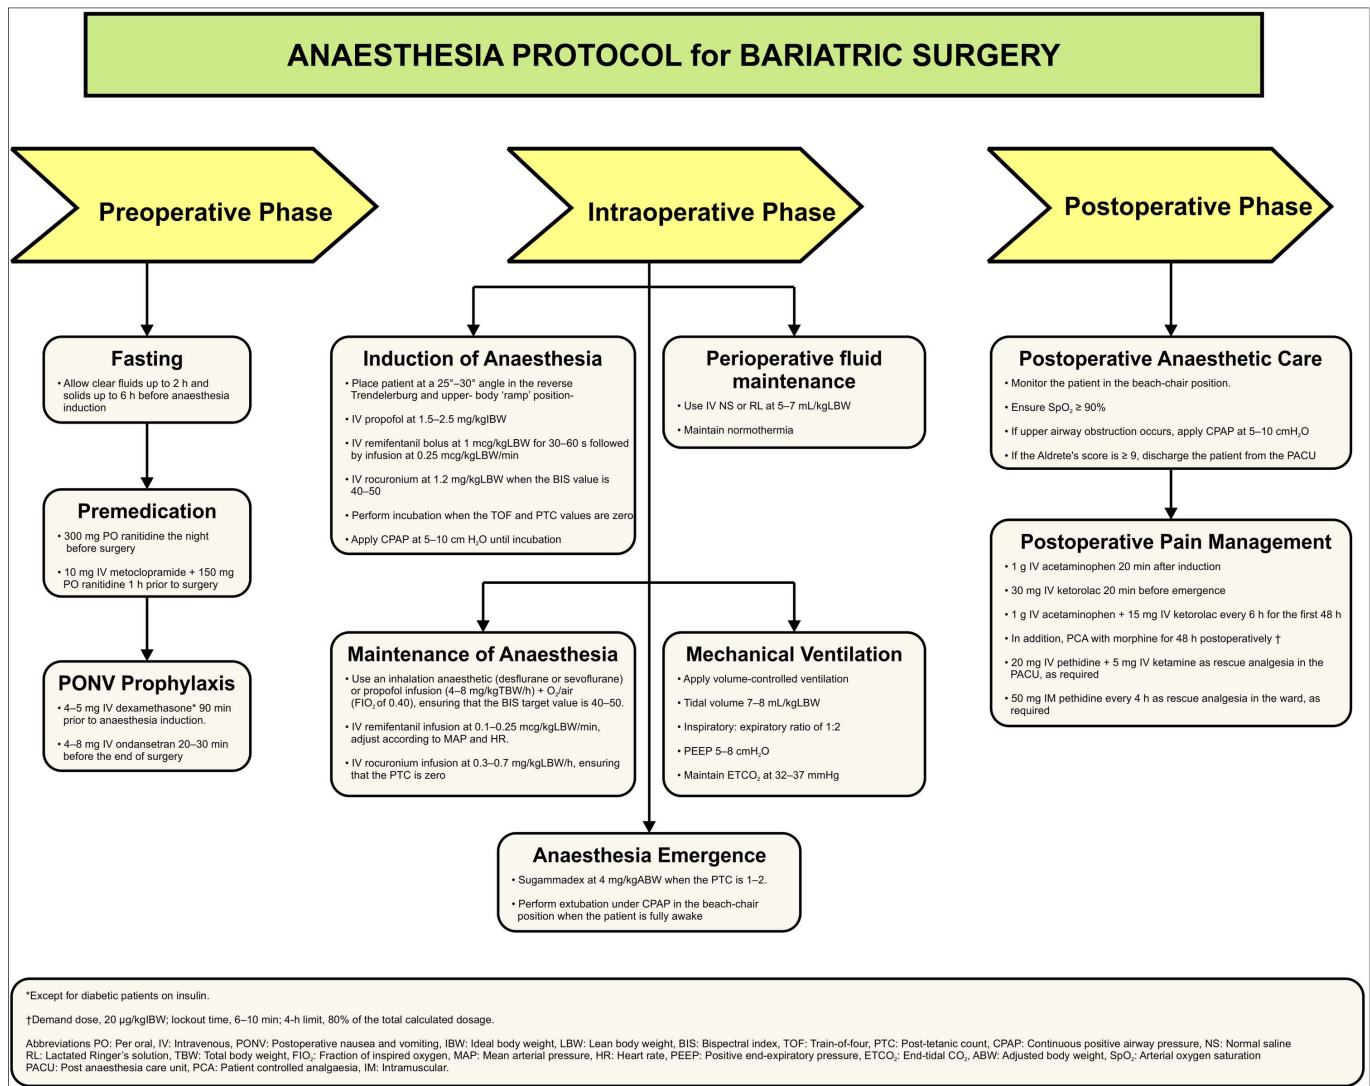 ANAESTHESIA PROTOCOL for BARIATRIC SURGERY
Preoperative Phase
Fasting
• Allow clear fluids up to 2 h and
solids up to 6 h before anaesthesia
induction
Premedication
• 300 mg PO ranitidine the night
before surgery
• 10 mg IV metoclopramide + 150 mg
PO ranitidine 1 h prior to surgery
PONV Prophylaxis
• 4–5 mg IV dexamethasone* 90 min
prior to anaesthesia induction.
• 4–8 mg IV ondansetran 20–30 min
before the end of surgery
Intraoperative Phase
Induction of Anaesthesia
• Place patient at a 25°–30° angle in the reverse
Trendelerburg and upper- body ‘ramp’ position-
• IV propofol at 1.5–2.5 mg/kgIBW
• IV remifentanil bolus at 1 mcg/kgLBW for 30–60 s followed
by infusion at 0.25 mcg/kgLBW/min
• IV rocuronium at 1.2 mg/kgLBW when the BIS value is
40–50
• Perform incubation when the TOF and PTC values are zero
• Apply CPAP at 5–10 cm H₂O until incubation
Perioperative fluid
maintenance
• Use IV NS or RL at 5–7 mL/kgLBW
• Maintain normothermia
Maintenance of Anaesthesia
• Use an inhalation anaesthetic (desflurane or sevoflurane)
or propofol infusion (4–8 mg/kgTBW/h) + O₂/air
(FIO₂ of 0.40), ensuring that the BIS target value is 40–50.
• IV remifentanil infusion at 0.1–0.25 mcg/kgLBW/min,
adjust according to MAP and HR.
• IV rocuronium infusion at 0.3–0.7 mg/kgLBW/h, ensuring
that the PTC is zero
Mechanical Ventilation
• Apply volume-controlled ventilation
• Tidal volume 7–8 mL/kgLBW
• Inspiratory: expiratory ratio of 1:2
• PEEP 5–8 cmH₂O
• Maintain ETCO₂ at 32–37 mmHg
Anaesthesia Emergence
• Sugammadex at 4 mg/kgABW when the PTC is 1–2.
• Perform extubation under CPAP in the beach-chair
position when the patient is fully awake
Postoperative Phase
Postoperative Anaesthetic Care
• Monitor the patient in the beach-chair position.
• Ensure SpO₂ ≥ 90%
• If upper airway obstruction occurs, apply CPAP at 5–10 cmH₂O
• If the Aldrete's score is ≥ 9, discharge the patient from the PACU
Postoperative Pain Management
• 1 g IV acetaminophen 20 min after induction
• 30 mg IV ketorolac 20 min before emergence
• 1 g IV acetaminophen + 15 mg IV ketorolac every 6 h for the first 48 h
• In addition, PCA with morphine for 48 h postoperatively †
• 20 mg IV pethidine + 5 mg IV ketamine as rescue analgesia in the
PACU, as required
• 50 mg IM pethidine every 4 h as rescue analgesia in the ward, as
required
*Except for diabetic patients on insulin.
†Demand dose, 20 µg/kgIBW; lockout time, 6–10 min; 4-h limit, 80% of the total calculated dosage.
Abbreviations PO: Per oral, IV: Intravenous, PONV: Postoperative nausea and vomiting, IBW: Ideal body weight, LBW: Lean body weight, BIS: Bispectral index, TOF: Train-of-four, PTC: Post-tetanic count, CPAP: Continuous positive airway pressure, NS: Normal saline
RL: Lactated Ringer’s solution, TBW: Total body weight, FIO₂: Fraction of inspired oxygen, MAP: Mean arterial pressure, HR: Heart rate, PEEP: Positive end-expiratory pressure, ETCO₂: End-tidal CO₂, ABW: Adjusted body weight, SpO₂: Arterial oxygen saturation
PACU: Post anaesthesia care unit, PCA: Patient controlled analgaesia, IM: Intramuscular.